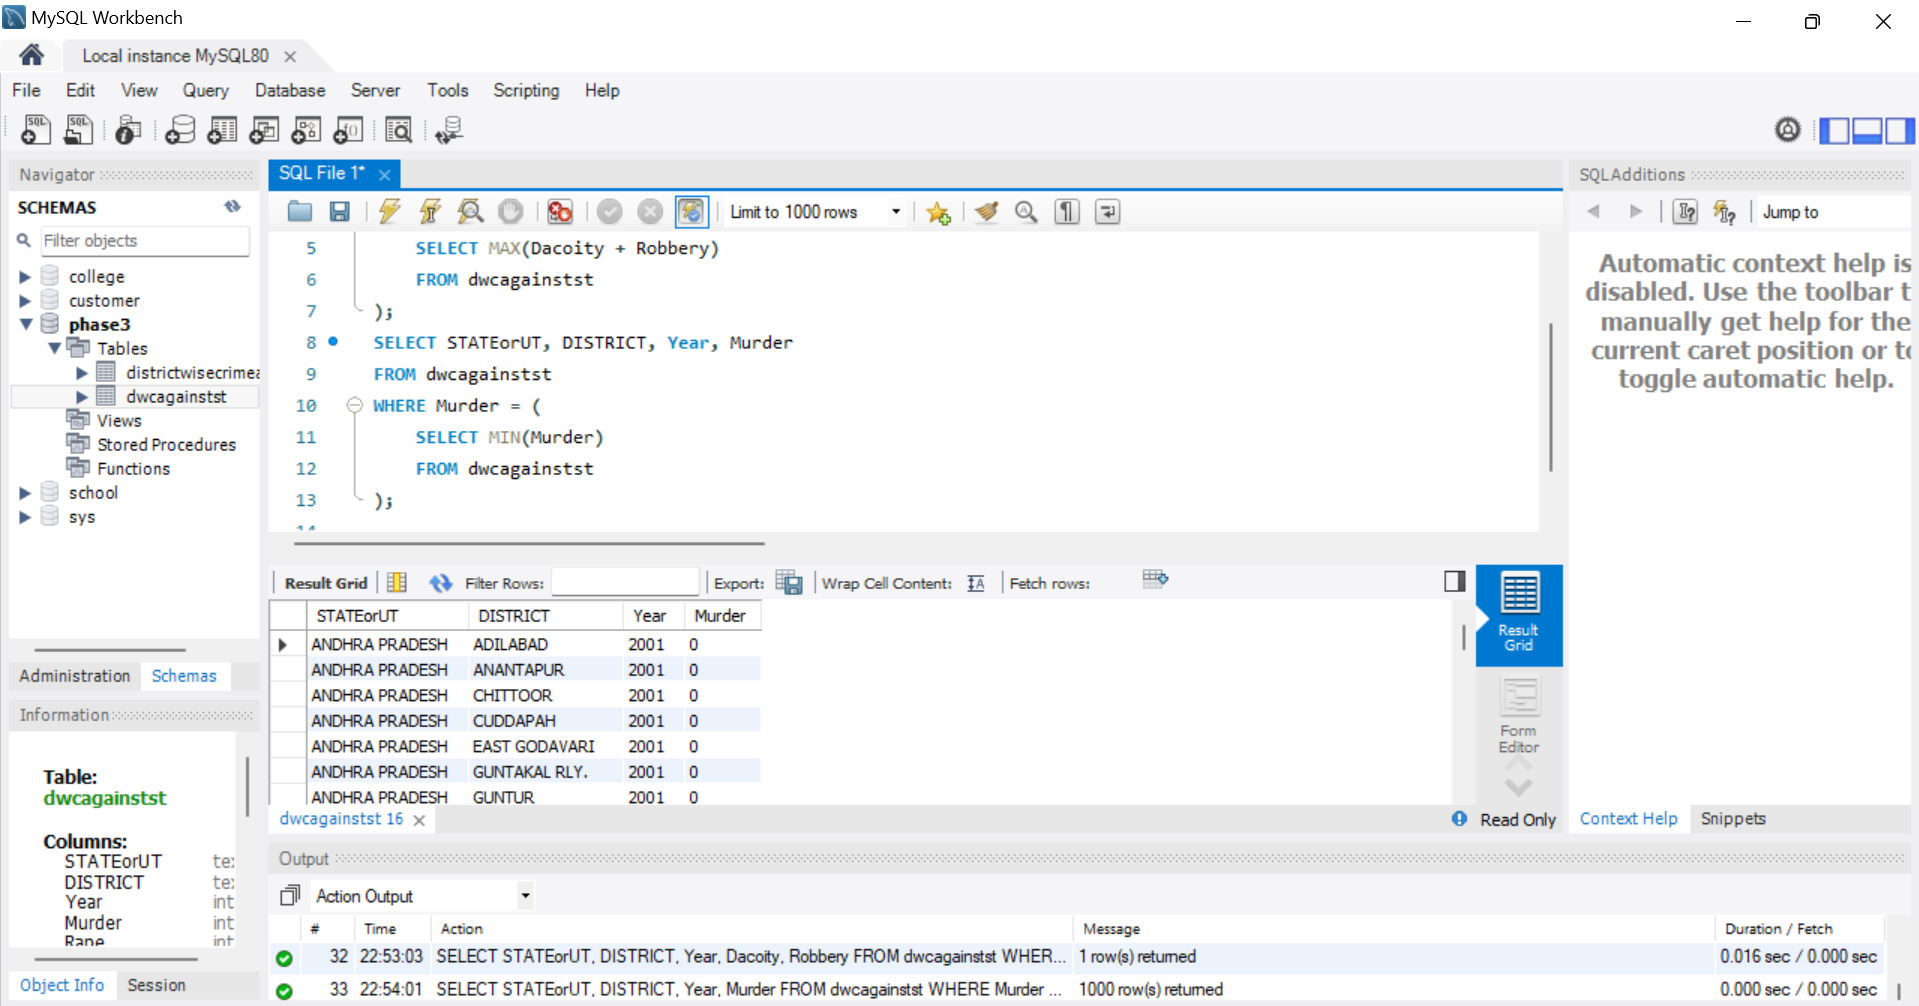 MySQL Workbench
Local instance MySQL80
File Edit View Query Database Server Tools Scripting Help
Navigator
SCHEMAS
Filter objects
college
customer
phase3
Tables
districtwisecrimea
dwcagainstst
Views
Stored Procedures
Functions
school
sys
Administration Schemas
Information
Table:
dwcagainstst
Columns:
STATEorUT te
DISTRICT te
Year int
Murder int
Rape int
Object Info Session
SQL File 1*
Limit to 1000 rows
5 SELECT MAX(Dacoity + Robbery)
6 FROM dwcagainstst
7 );
8 SELECT STATEorUT, DISTRICT, Year, Murder
9 FROM dwcagainstst
10 WHERE Murder = (
11 SELECT MIN(Murder)
12 FROM dwcagainstst
13 );
14
Result Grid Filter Rows: Export: Wrap Cell Content: Fetch rows:
STATEorUT DISTRICT Year Murder
ANDHRA PRADESH ADILABAD 2001 0
ANDHRA PRADESH ANANTAPUR 2001 0
ANDHRA PRADESH CHITTOOR 2001 0
ANDHRA PRADESH CUDDAPAH 2001 0
ANDHRA PRADESH EAST GODAVARI 2001 0
ANDHRA PRADESH GUNTAKAL RLY. 2001 0
ANDHRA PRADESH GUNTUR 2001 0
Result
Grid
Form
Editor
dwcagainstst 16
Read Only
SQLAdditions
Jump to
Automatic context help is
disabled. Use the toolbar t
manually get help for the
current caret position or to
toggle automatic help.
Context Help Snippets
Output
Action Output
# Time Action Message Duration / Fetch
32 22:53:03 SELECT STATEorUT, DISTRICT, Year, Dacoity, Robbery FROM dwcagainstst WHER... 1 row(s) returned 0.016 sec / 0.000 sec
33 22:54:01 SELECT STATEorUT, DISTRICT, Year, Murder FROM dwcagainstst WHERE Murder ... 1000 row(s) returned 0.000 sec / 0.000 sec